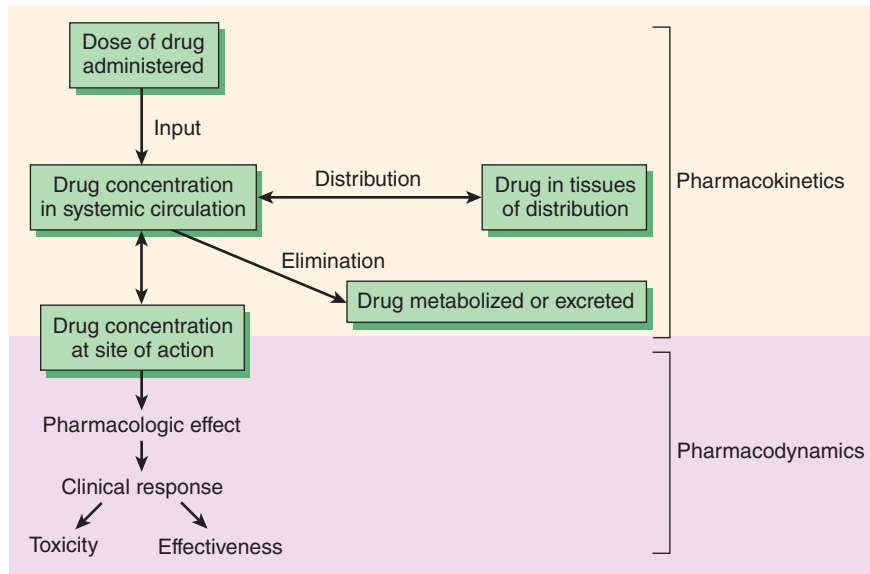 Dose of drug
administered
Input
Drug concentration
in systemic circulation
Distribution
Drug in tissues
of distribution
Pharmacokinetics
Elimination
Drug metabolized or excreted
Drug concentration
at site of action
Pharmacologic effect
Pharmacodynamics
Clinical response
Toxicity
Effectiveness